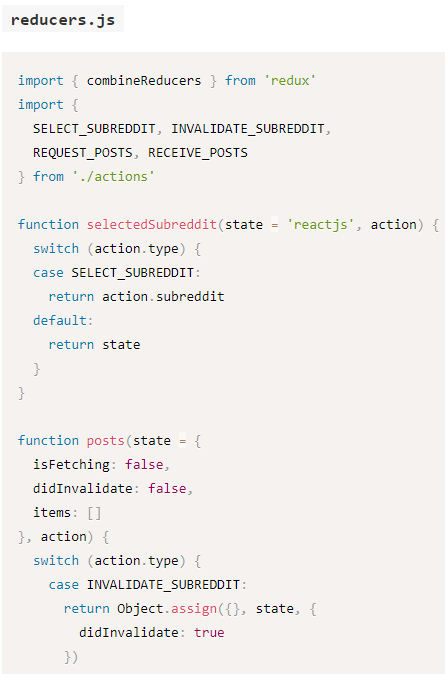 reducers.js
import { combineReducers } from 'redux'
import {
  SELECT_SUBREDDIT, INVALIDATE_SUBREDDIT,
  REQUEST_POSTS, RECEIVE_POSTS
} from './actions'

function selectedSubreddit(state = 'reactjs', action) {
  switch (action.type) {
  case SELECT_SUBREDDIT:
    return action.subreddit
  default:
    return state
  }
}

function posts(state = {
  isFetching: false,
  didInvalidate: false,
  items: []
}, action) {
  switch (action.type) {
    case INVALIDATE_SUBREDDIT:
      return Object.assign({}, state, {
        didInvalidate: true
      })